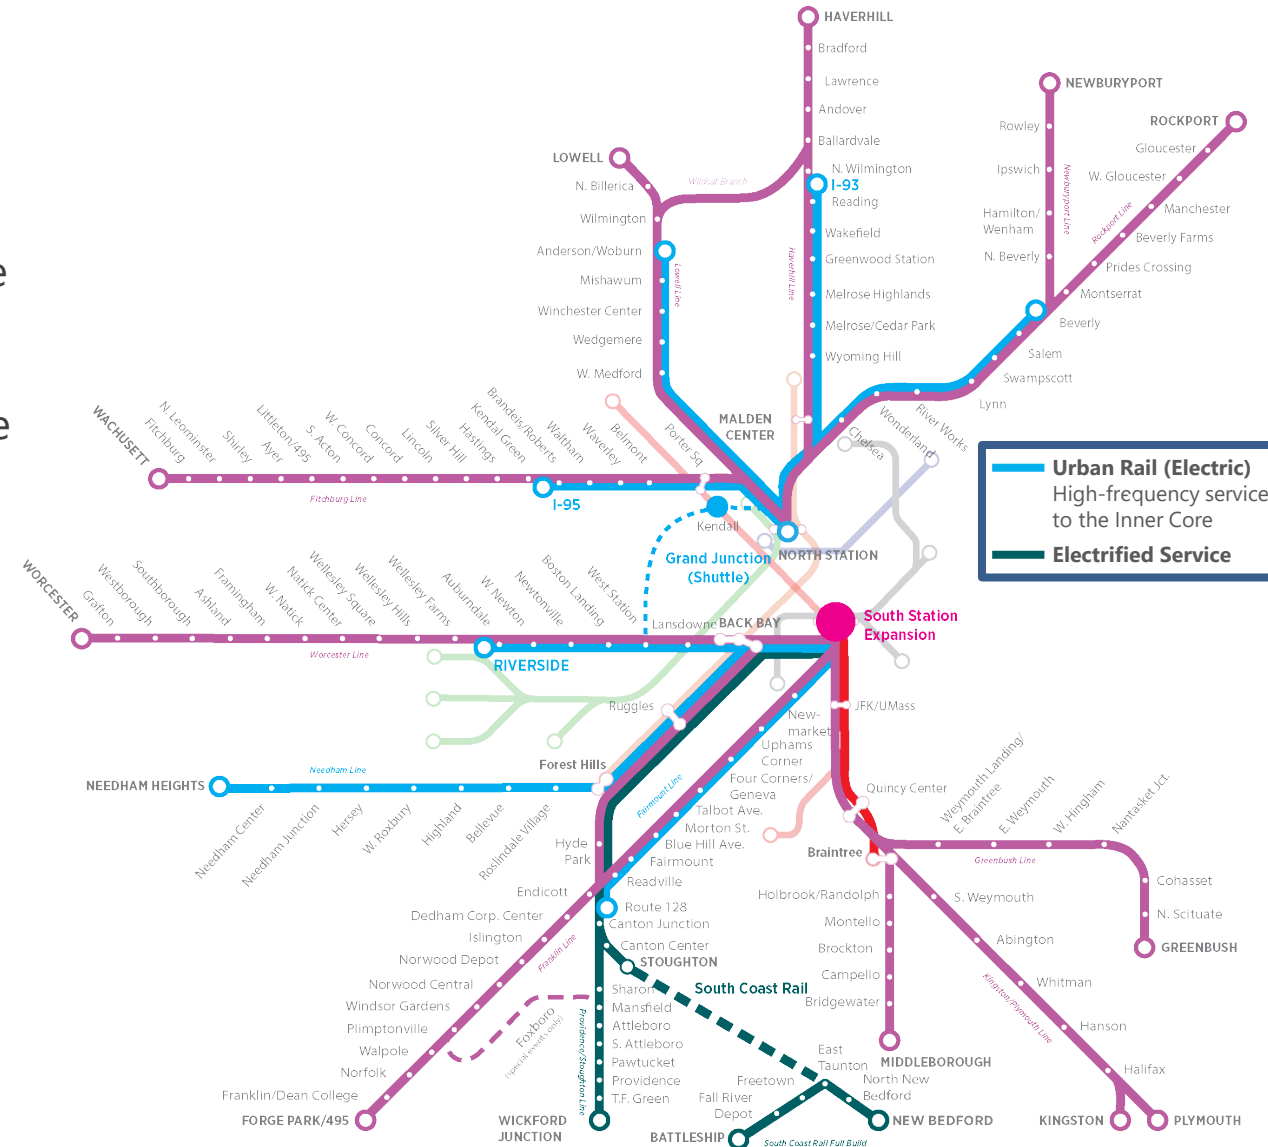 HAVERHILL
Bradford
Lawrence
Andover
Ballardvale
N. Wilmington
I-93
Reading
Wakefield
Greenwood Station
Melrose Highlands
Melrose/Cedar Park
Wyoming Hill
Haverhill Line
MALDEN
CENTER
NEWBURYPORT
Rowley
Ipswich
Hamilton/
Wenham
N. Beverly
Newburyport Line
ROCKPORT
Gloucester
W. Gloucester
Manchester
Beverly Farms
Prides Crossing
Montserrat
Rockport Line
Beverly
Salem
Swampscott
Lynn
River Works
Wonderland
Chelsea
LOWELL
N. Billerica
Wilmington
Wildcat Branch
Anderson/Woburn
Mishawum
Winchester Center
Wedgemere
W. Medford
Lowell Line
e
e
WACHUSETT
Fitchburg
N. Leominster
Shirley
Ayer
Littleton/495
S. Acton
W. Concord
Concord
Lincoln
Silver Hill
Hastings
Kendal Green
Brandeis/Roberts
Waltham
Waverley
Belmont
Porter Sq
Fitchburg Line
I-95
Kendall
Grand Junction
(Shuttle)
NORTH STATION
Urban Rail (Electric)
High-frequency service
to the Inner Core
Electrified Service
WORCESTER
Grafton
Westborough
Southborough
Ashland
Framingham
W. Natick
Natick Center
Wellesley Square
Wellesley Hills
Wellesley Farms
Auburndale
W. Newton
Newtonville
Boston Landing
West Station
Lansdowne
BACK BAY
Worcester Line
RIVERSIDE
South Station
Expansion
Ruggles
Forest Hills
NEEDHAM HEIGHTS
Needham Line
Needham Center
Needham Junction
Hersey
W. Roxbury
Highland
Bellevue
Roslindale Village
New-
market
Uphams
Corner
Four Corners/
Geneva
Talbot Ave.
Morton St.
Blue Hill Ave.
Fairmount
Readville
Fairmount Line
Hyde
Park
JFK/UMass
Quincy Center
Braintree
Weymouth Landing/
E. Braintree
E. Weymouth
W. Hingham
Nantasket Jct.
Greenbush Line
Cohasset
N. Scituate
GREENBUSH
Holbrook/Randolph
Montello
Brockton
Campello
Bridgewater
MIDDLEBOROUGH
S. Weymouth
Abington
Whitman
Hanson
Halifax
Kingston/Plymouth Line
KINGSTON
PLYMOUTH
Endicott
Dedham Corp. Center
Islington
Norwood Depot
Norwood Central
Windsor Gardens
Plimptonville
Walpole
Norfolk
Franklin/Dean College
FORGE PARK/495
Franklin Line
Foxboro
(special events only)
Route 128
Canton Junction
Canton Center
STOUGHTON
South Coast Rail
Sharon
Mansfield
Attleboro
S. Attleboro
Pawtucket
Providence
T.F. Green
Providence/Stoughton Line
WICKFORD
JUNCTION
East
Taunton
Freetown
Fall River
Depot
BATTLESHIP
North New
Bedford
NEW BEDFORD
South Coast Rail Full Build